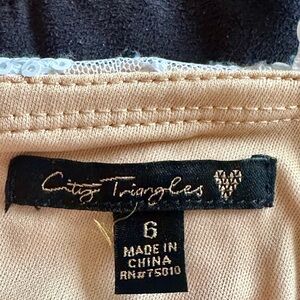 City Triangles
6
MADE IN
CHINA
RN#75010